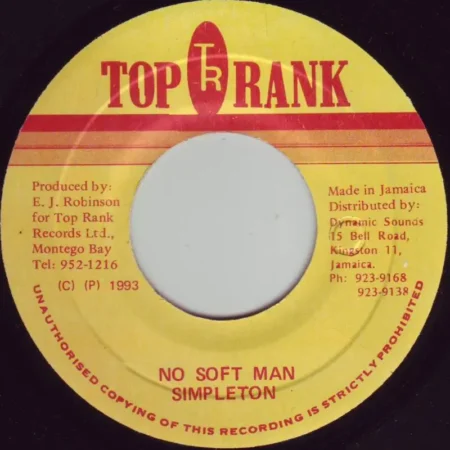 TOP TR RANK
Produced by:
E. J. Robinson
for Top Rank
Records Ltd.,
Montego Bay
Tel: 952-1216
(C) (P) 1993
Made in Jamaica
Distributed by:
Dynamic Sounds
15 Bell Road,
Kingston 11,
Jamaica.
Ph: 923-9168
923-9138
NO SOFT MAN
SIMPLETON
UNAUTHORISED COPYING OF THIS RECORDING IS STRICTLY PROHIBITED